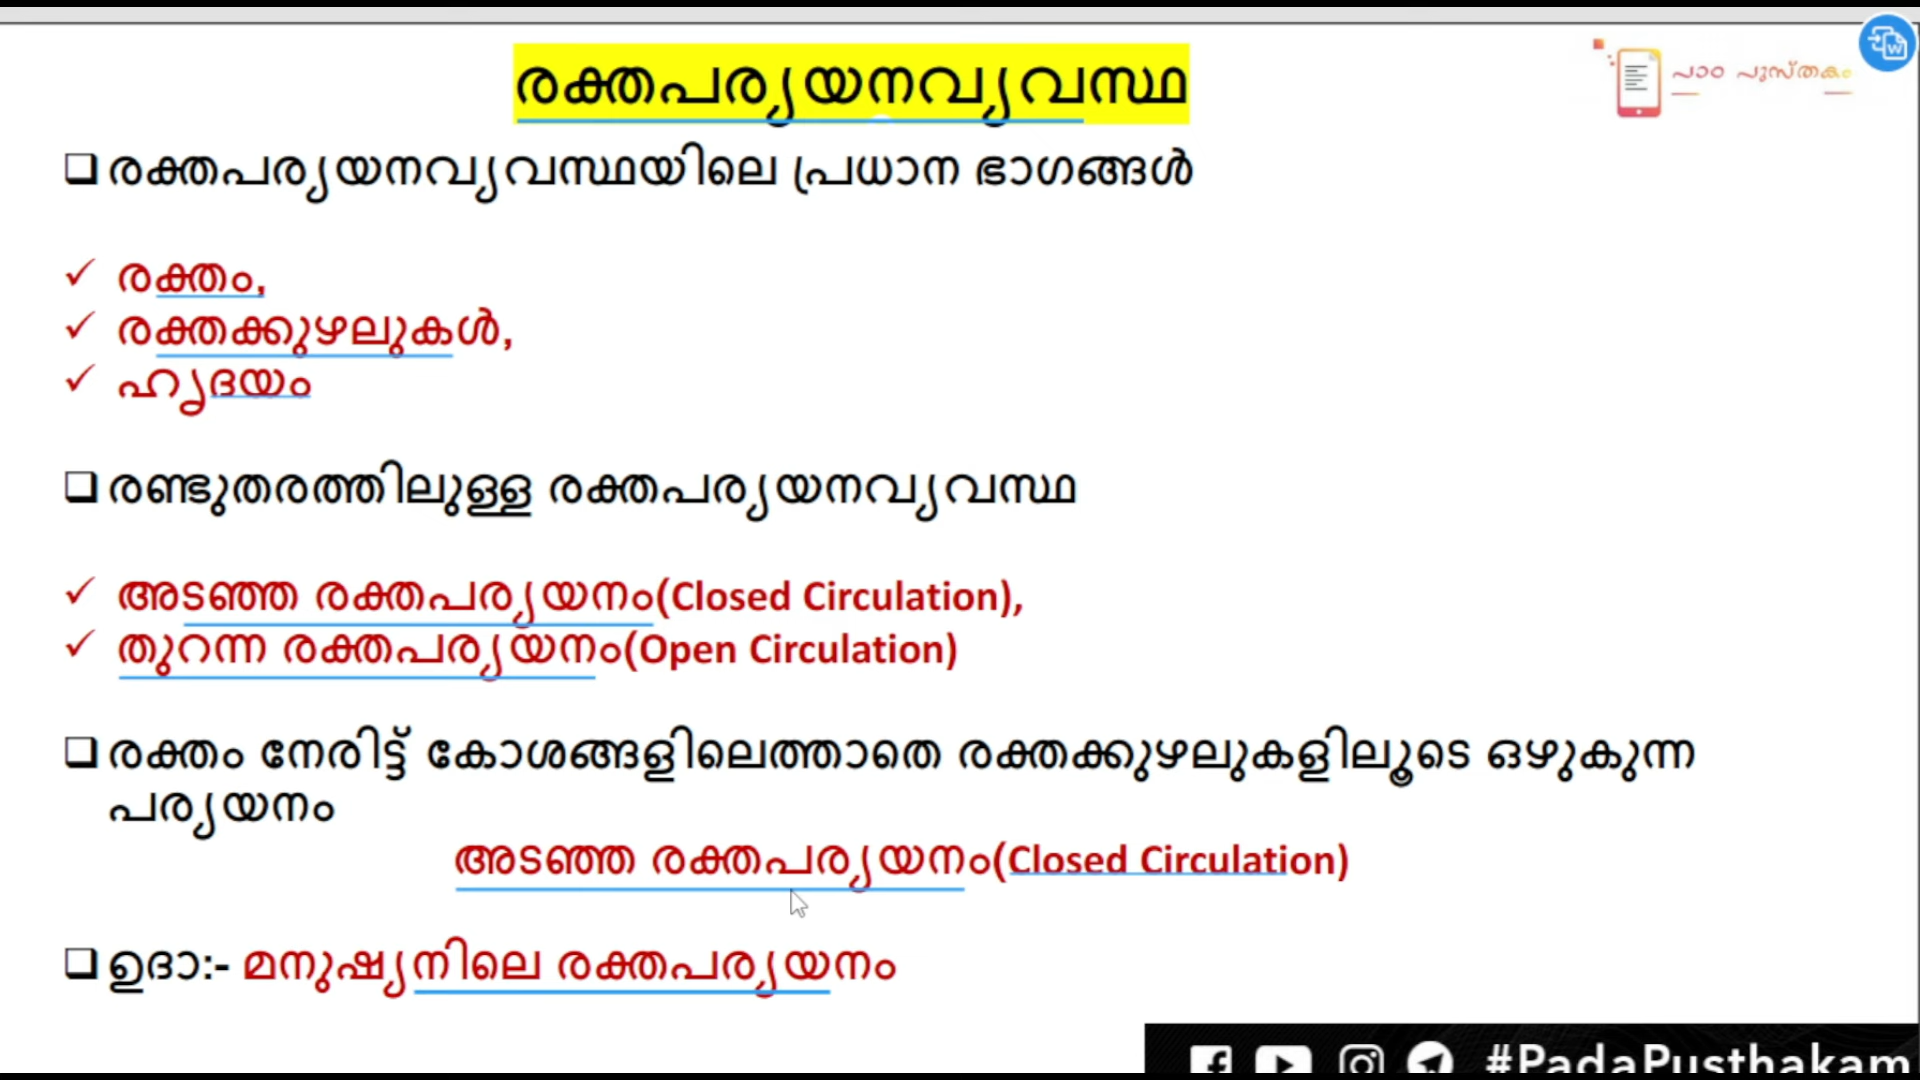 രക്തപര്യയനവ്യവസ്ഥ
പാഠ പുസ്തകം
❑രക്തപര്യയനവ്യവസ്ഥയിലെ പ്രധാന ഭാഗങ്ങൾ
✓ രക്തം,
✓ രക്തക്കുഴലുകൾ,
✓ ഹൃദയം
❑രണ്ടുതരത്തിലുള്ള രക്തപര്യയനവ്യവസ്ഥ
✓ അടഞ്ഞ രക്തപര്യയനം(Closed Circulation),
✓ തുറന്ന രക്തപര്യയനം(Open Circulation)
❑രക്തം നേരിട്ട് കോശങ്ങളിലെത്താതെ രക്തക്കുഴലുകളിലൂടെ ഒഴുകുന്ന
പര്യയനം
അടഞ്ഞ രക്തപര്യയനം(Closed Circulation)
❑ഉദാ:- മനുഷ്യനിലെ രക്തപര്യയനം
#PadaPusthakam